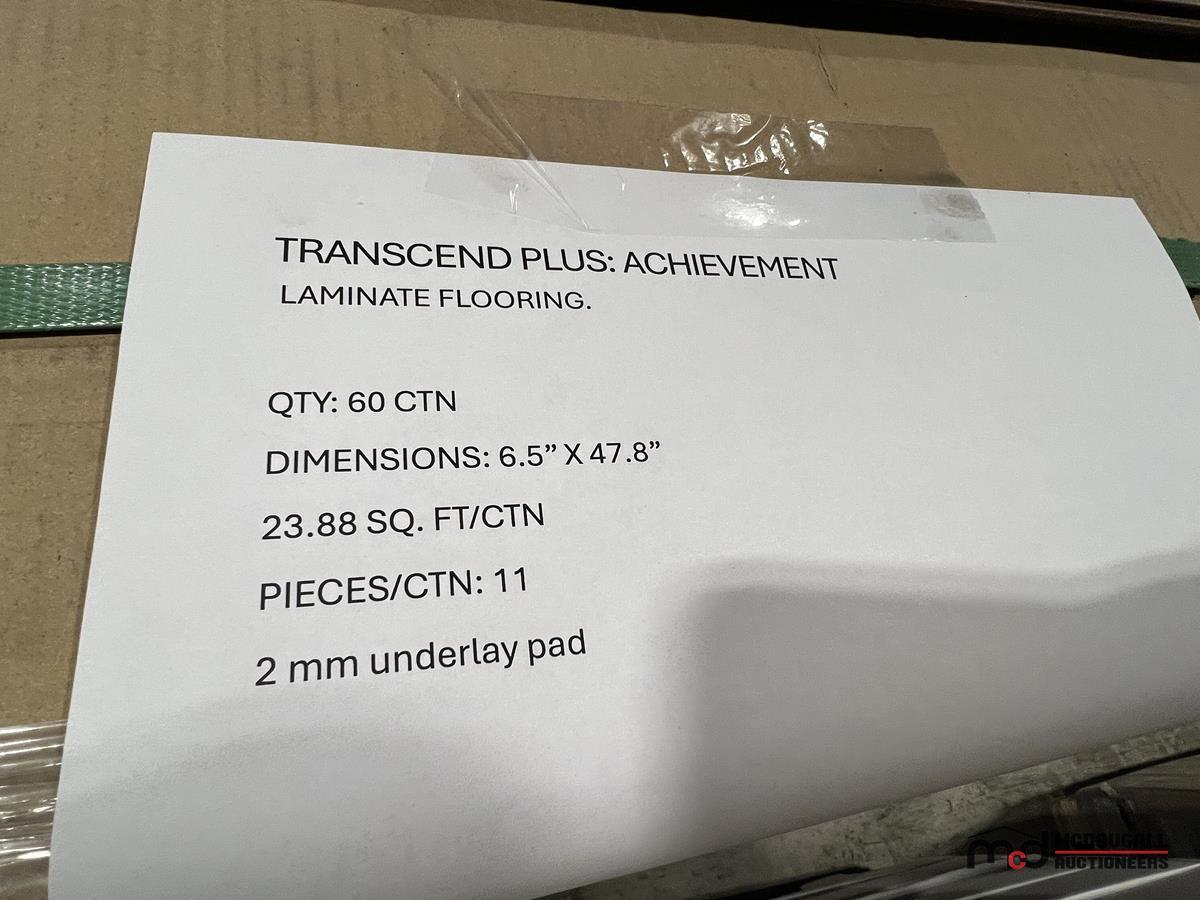 TRANSCEND PLUS: ACHIEVEMENT
LAMINATE FLOORING.
QTY: 60 CTN
DIMENSIONS: 6.5” X 47.8”
23.88 SQ. FT/CTN
PIECES/CTN: 11
2 mm underlay pad
mcd MCDOUGALL
AUCTIONEERS